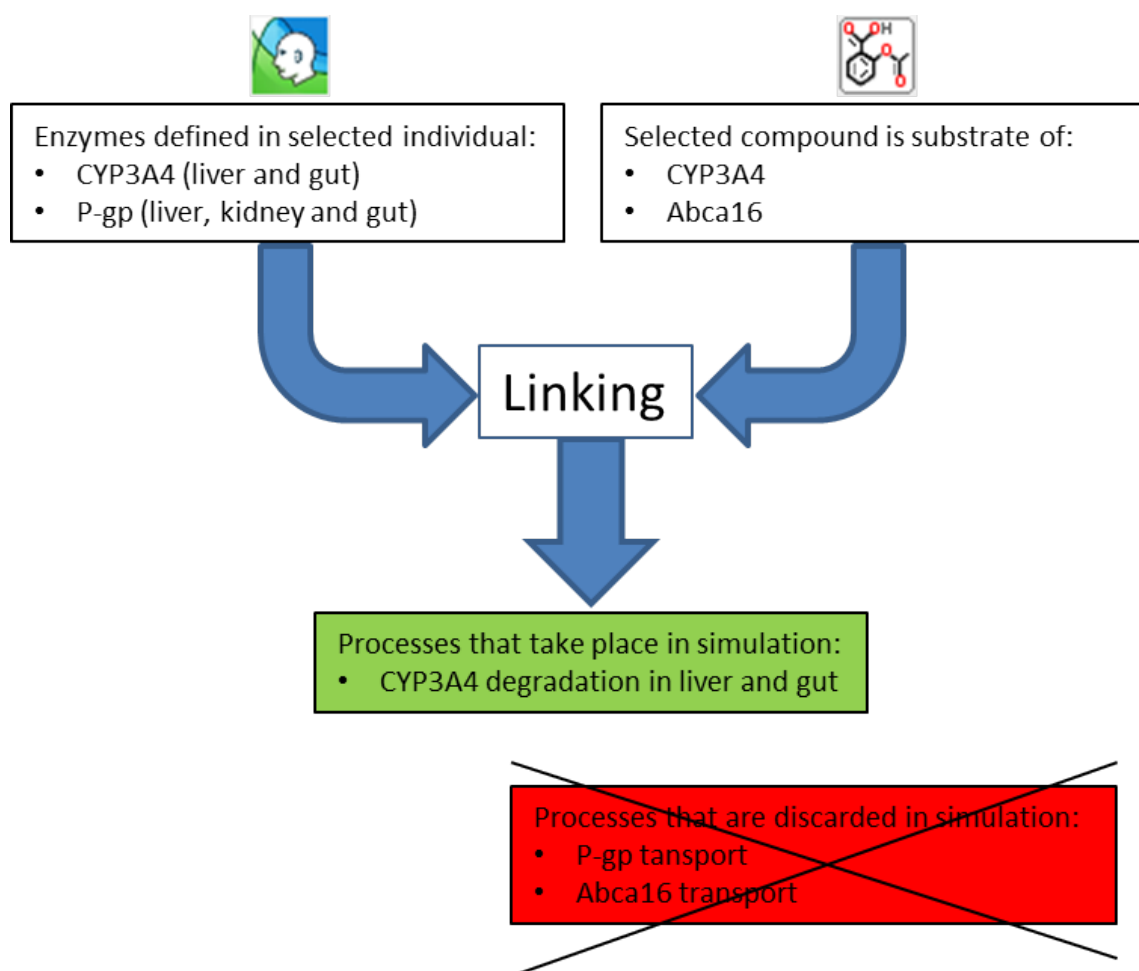 Enzymes defined in selected individual:
• CYP3A4 (liver and gut)
• P-gp (liver, kidney and gut)
Selected compound is substrate of:
• CYP3A4
• Abca16
Linking
Processes that take place in simulation:
• CYP3A4 degradation in liver and gut
Processes that are discarded in simulation:
• P-gp tansport
• Abca16 transport
O OH
O
O